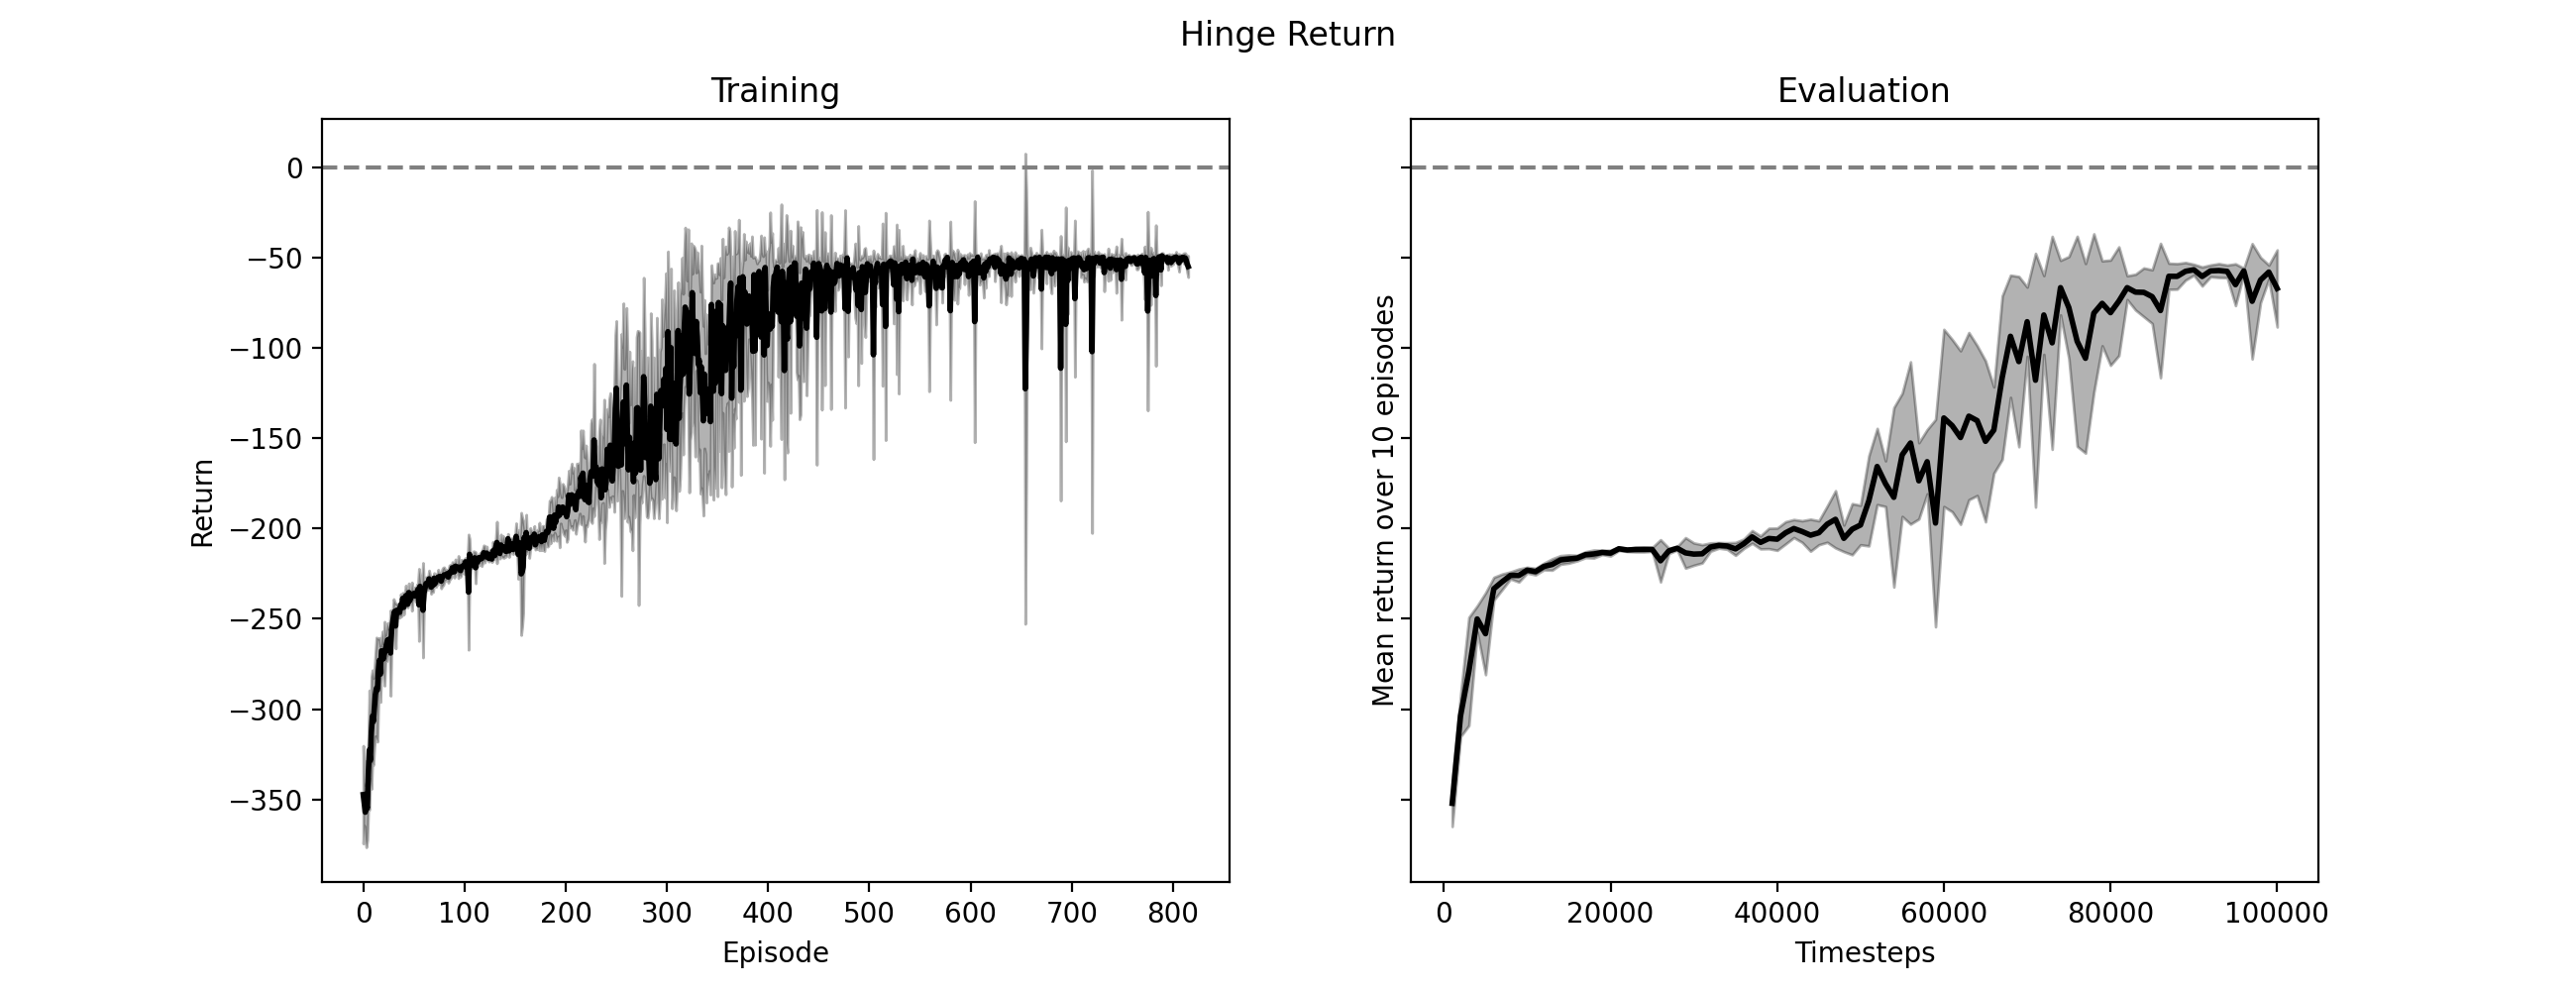 Hinge Return
Training
Return
0
−50
−100
−150
−200
−250
−300
−350
0 100 200 300 400 500 600 700 800
Episode
Evaluation
Mean return over 10 episodes
0 20000 40000 60000 80000 100000
Timesteps